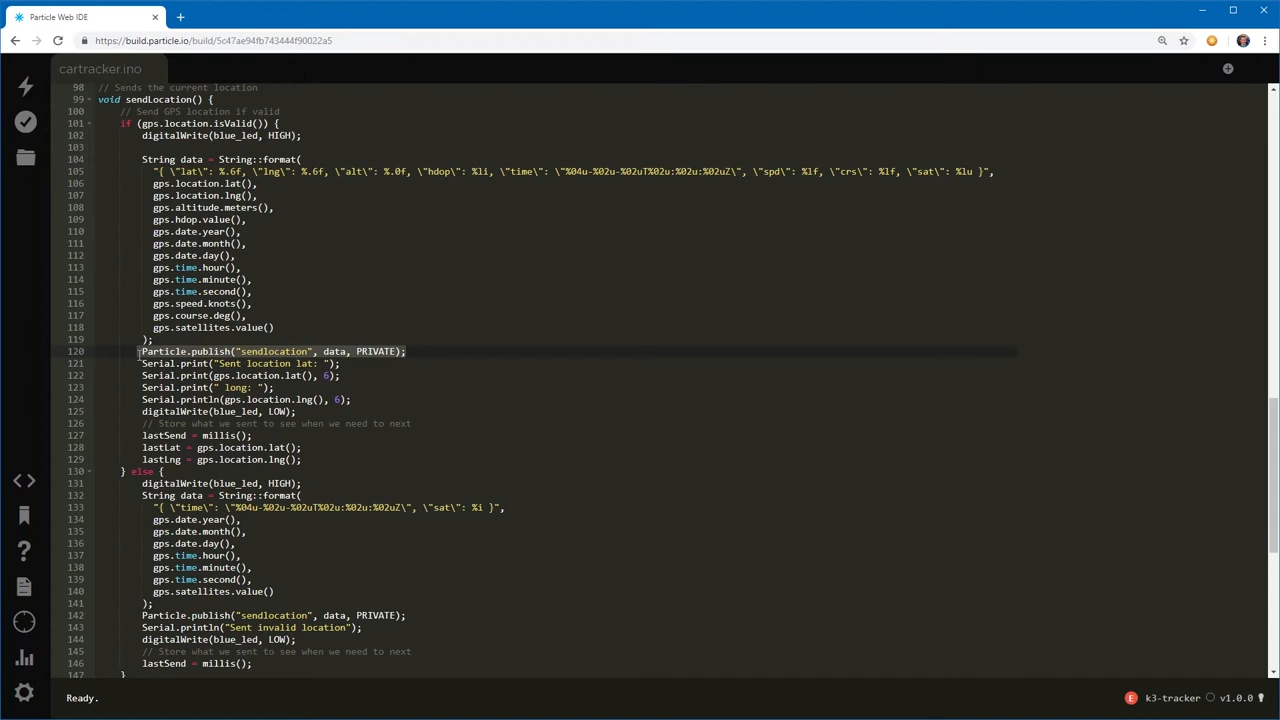 Particle Web IDE
https://build.particle.io/build/5c47ae94fb743444f90022a5
cartracker.ino
98 // Sends the current location
99 void sendLocation() {
100 // Send GPS location if valid
101 if (gps.location.isValid()) {
102 digitalWrite(blue_led, HIGH);
103
104 String data = String::format(
105 "{ \"lat\": %.6f, \"lng\": %.6f, \"alt\": %.0f, \"hdop\": %li, \"time\": \"%04u-%02u-%02uT%02u:%02u:%02uZ\", \"spd\": %lf, \"crs\": %lf, \"sat\": %lu }",
106 gps.location.lat(),
107 gps.location.lng(),
108 gps.altitude.meters(),
109 gps.hdop.value(),
110 gps.date.year(),
111 gps.date.month(),
112 gps.date.day(),
113 gps.time.hour(),
114 gps.time.minute(),
115 gps.time.second(),
116 gps.speed.knots(),
117 gps.course.deg(),
118 gps.satellites.value()
119 );
120 Particle.publish("sendlocation", data, PRIVATE);
121 Serial.print("Sent location lat: ");
122 Serial.print(gps.location.lat(), 6);
123 Serial.print(" long: ");
124 Serial.println(gps.location.lng(), 6);
125 digitalWrite(blue_led, LOW);
126 // Store what we sent to see when we need to next
127 lastSend = millis();
128 lastLat = gps.location.lat();
129 lastLng = gps.location.lng();
130 } else {
131 digitalWrite(blue_led, HIGH);
132 String data = String::format(
133 "{ \"time\": \"%04u-%02u-%02uT%02u:%02u:%02uZ\", \"sat\": %i }",
134 gps.date.year(),
135 gps.date.month(),
136 gps.date.day(),
137 gps.time.hour(),
138 gps.time.minute(),
139 gps.time.second(),
140 gps.satellites.value()
141 );
142 Particle.publish("sendlocation", data, PRIVATE);
143 Serial.println("Sent invalid location");
144 digitalWrite(blue_led, LOW);
145 // Store what we sent to see when we need to next
146 lastSend = millis();
147 }
Ready.
E k3-tracker v1.0.0